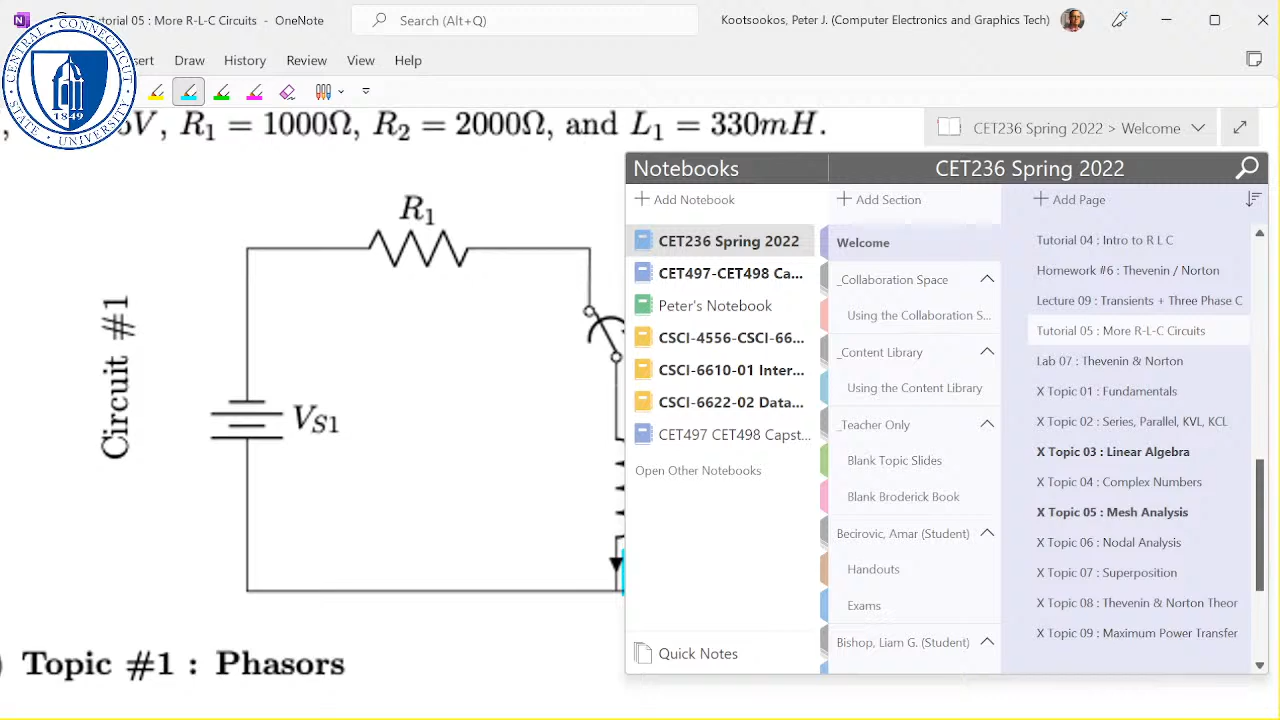 Tutorial 05 : More R-L-C Circuits - OneNote
Search (Alt+Q)
Kootsookos, Peter J. (Computer Electronics and Graphics Tech)
Draw
History
Review
View
Help
CENTRAL CONNECTICUT STATE UNIVERSITY
1849
V, R1 = 1000Ω, R2 = 2000Ω, and L1 = 330mH.
CET236 Spring 2022 > Welcome
Notebooks
CET236 Spring 2022
+ Add Notebook
+ Add Section
+ Add Page
CET236 Spring 2022
CET497-CET498 Ca...
Peter's Notebook
CSCI-4556-CSCI-66...
CSCI-6610-01 Inter...
CSCI-6622-02 Data...
CET497 CET498 Capst...
Open Other Notebooks
Quick Notes
Welcome
_Collaboration Space
Using the Collaboration S...
_Content Library
Using the Content Library
_Teacher Only
Blank Topic Slides
Blank Broderick Book
Becirovic, Amar (Student)
Handouts
Exams
Bishop, Liam G. (Student)
Tutorial 04 : Intro to R L C
Homework #6 : Thevenin / Norton
Lecture 09 : Transients + Three Phase C
Tutorial 05 : More R-L-C Circuits
Lab 07 : Thevenin & Norton
X Topic 01 : Fundamentals
X Topic 02 : Series, Parallel, KVL, KCL
X Topic 03 : Linear Algebra
X Topic 04 : Complex Numbers
X Topic 05 : Mesh Analysis
X Topic 06 : Nodal Analysis
X Topic 07 : Superposition
X Topic 08 : Thevenin & Norton Theor
X Topic 09 : Maximum Power Transfer
R1
Circuit #1
VS1
Topic #1 : Phasors